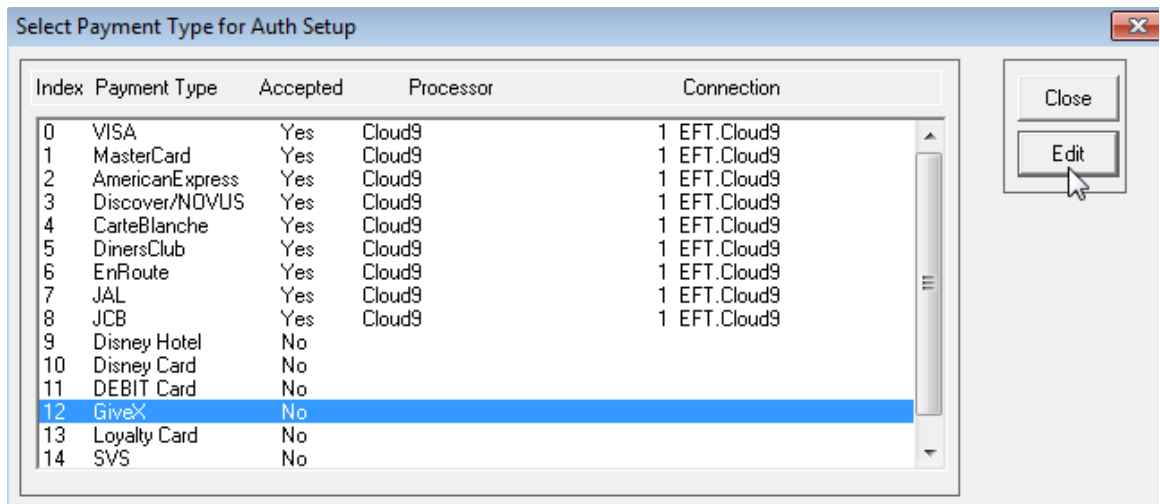 Select Payment Type for Auth Setup
Index Payment Type Accepted Processor Connection
0 VISA Yes Cloud9 1 EFT.Cloud9
1 MasterCard Yes Cloud9 1 EFT.Cloud9
2 AmericanExpress Yes Cloud9 1 EFT.Cloud9
3 Discover/NOVUS Yes Cloud9 1 EFT.Cloud9
4 CarteBlanche Yes Cloud9 1 EFT.Cloud9
5 DinersClub Yes Cloud9 1 EFT.Cloud9
6 EnRoute Yes Cloud9 1 EFT.Cloud9
7 JAL Yes Cloud9 1 EFT.Cloud9
8 JCB Yes Cloud9 1 EFT.Cloud9
9 Disney Hotel No
10 Disney Card No
11 DEBIT Card No
12 GiveX No
13 Loyalty Card No
14 SVS No
Close
Edit